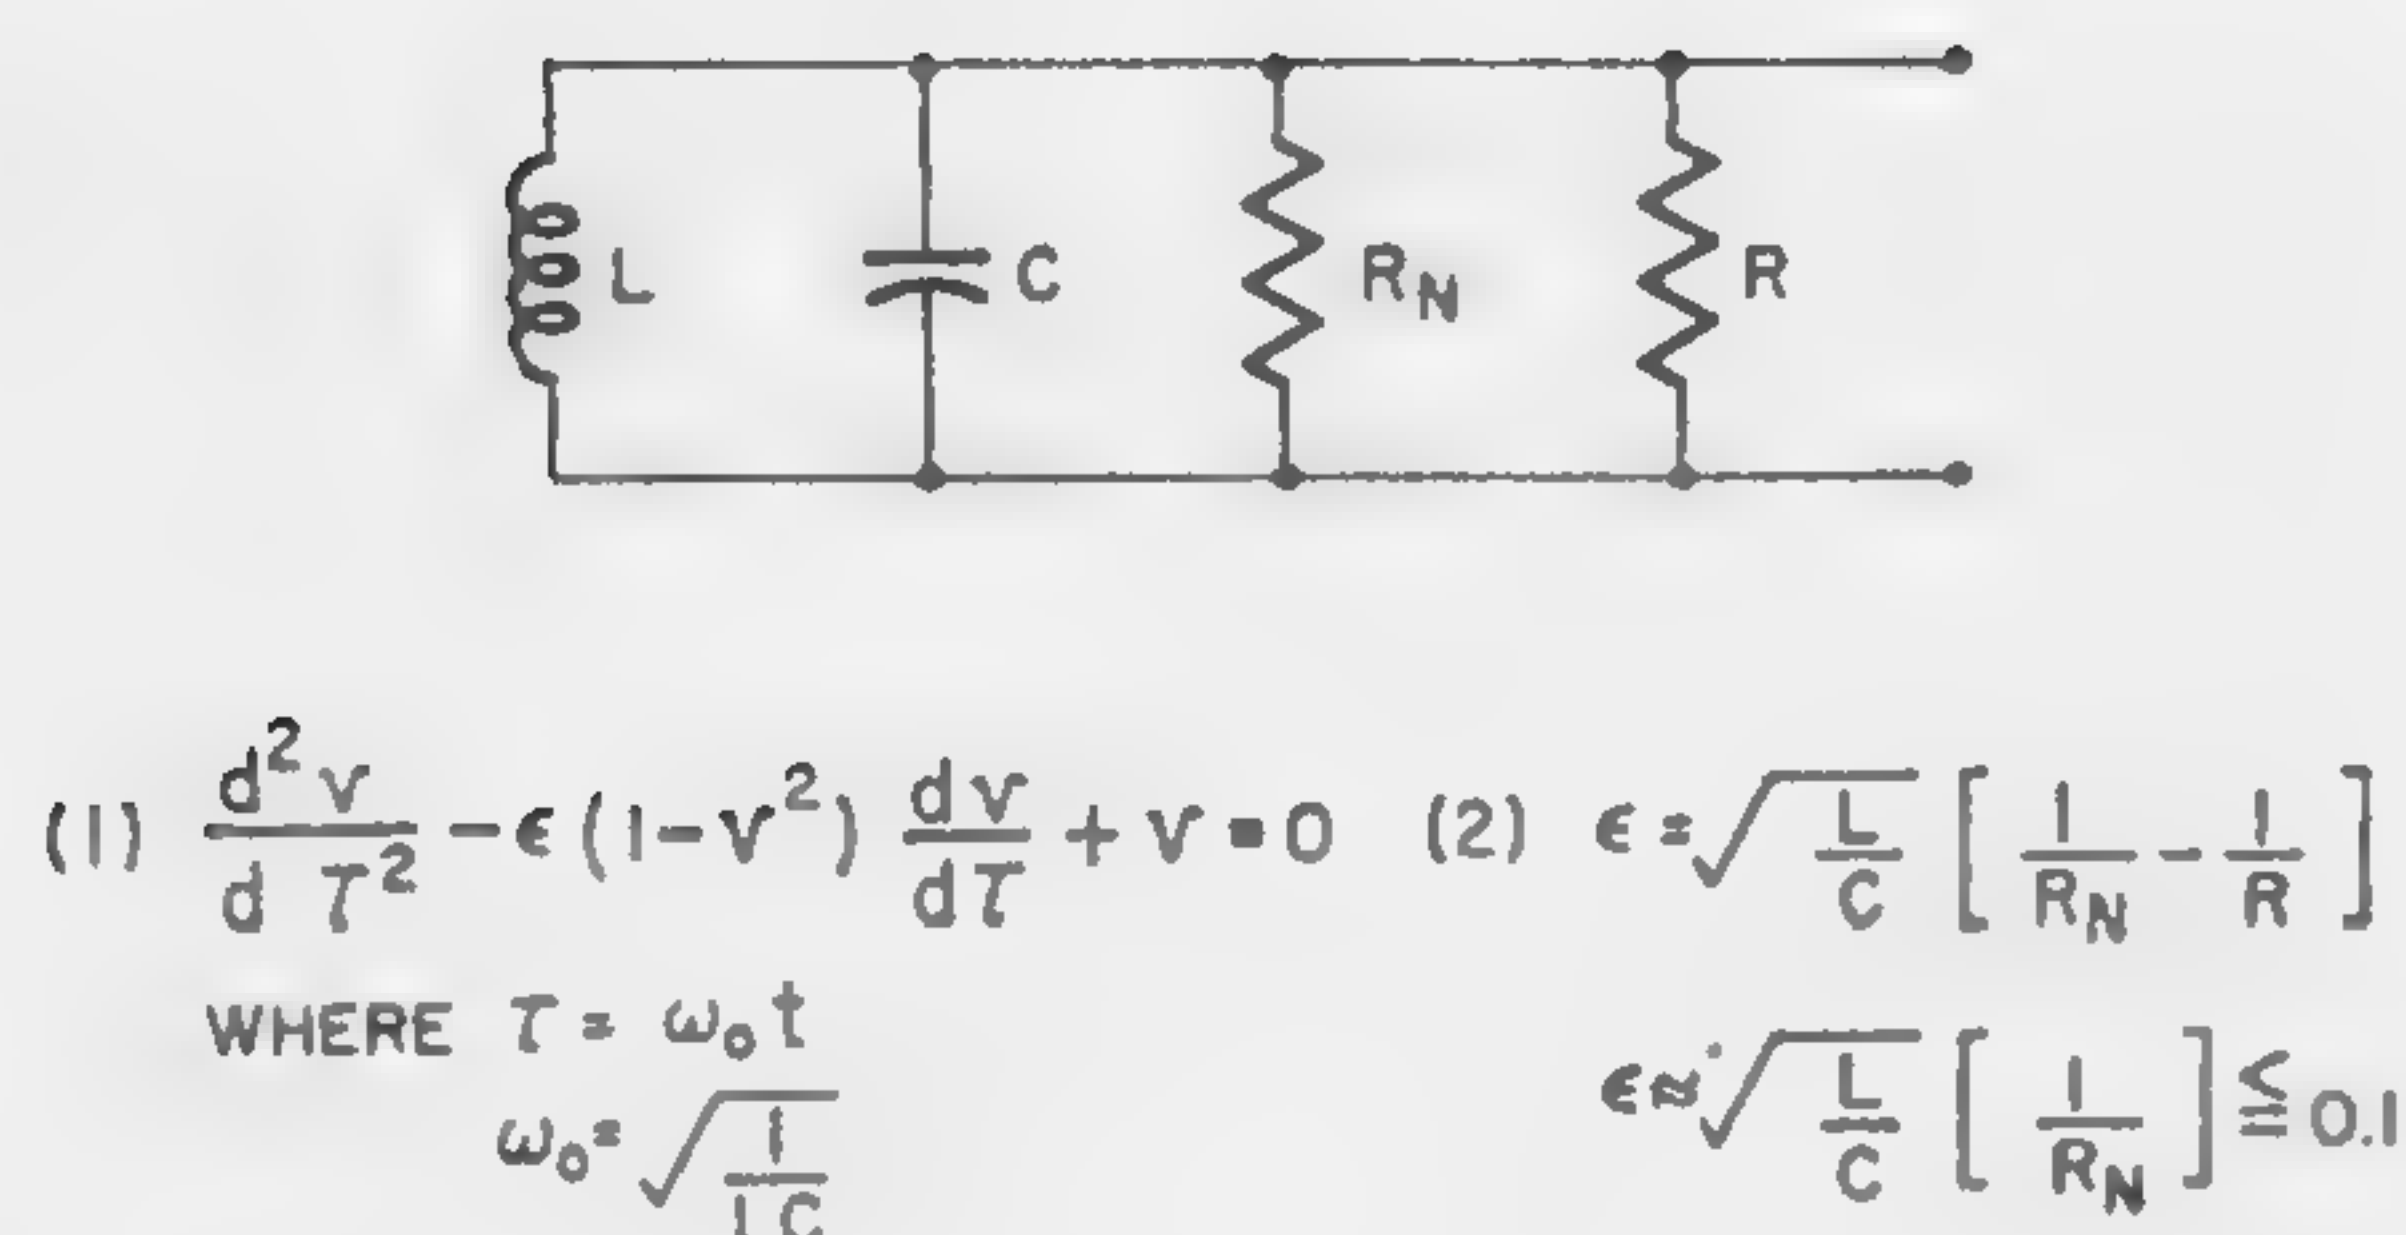 L C R_N R
(1) d²v / d τ² - ε (1-v²) dv / dτ + v = 0 (2) ε = √(L / C) [ 1 / R_N - 1 / R ]
WHERE τ = ω₀t
ε ≈ √(L / C) [ 1 / R_N ] ≦ 0.1
ω₀ = √(1 / LC)